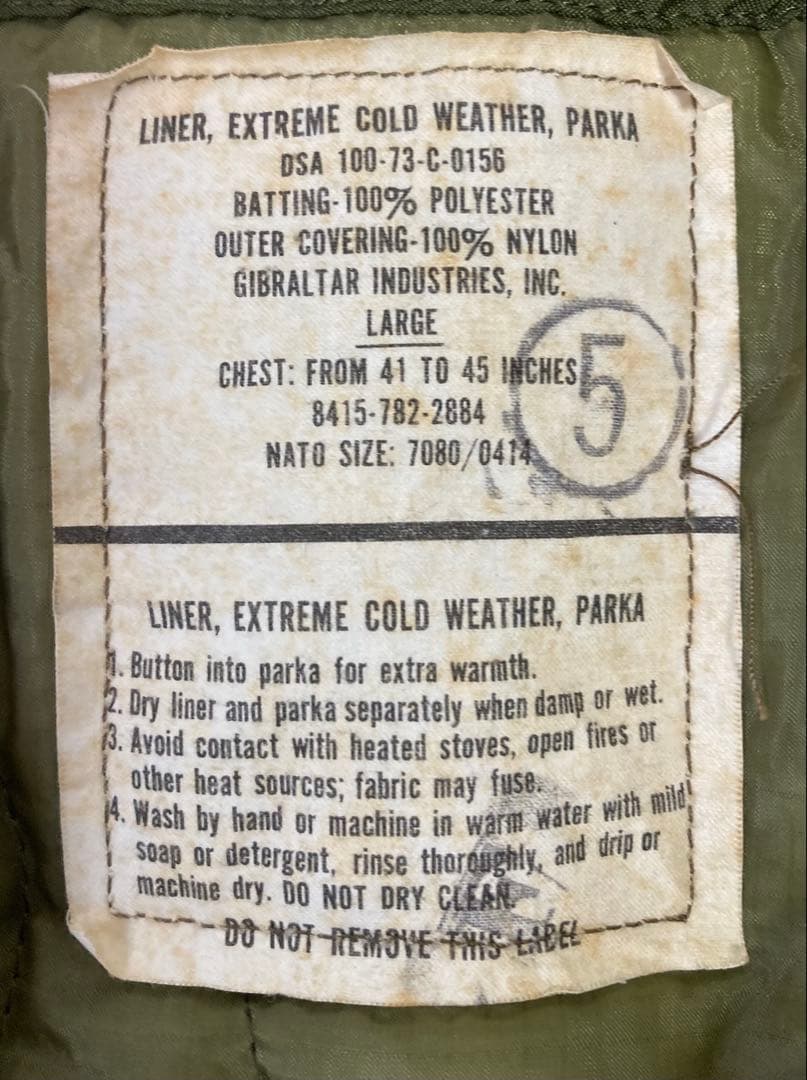 LINER, EXTREME COLD WEATHER, PARKA
DSA 100-73-C-0156
BATTING-100% POLYESTER
OUTER COVERING-100% NYLON
GIBRALTAR INDUSTRIES, INC.
LARGE
CHEST: FROM 41 TO 45 INCHES
5
8415-782-2884
NATO SIZE: 7080/0414
LINER, EXTREME COLD WEATHER, PARKA
1. Button into parka for extra warmth.
2. Dry liner and parka separately when damp or wet.
3. Avoid contact with heated stoves, open fires or
other heat sources; fabric may fuse.
4. Wash by hand or machine in warm water with mild
soap or detergent, rinse thoroughly, and drip or
machine dry. DO NOT DRY CLEAN.
DO NOT REMOVE THIS LABEL